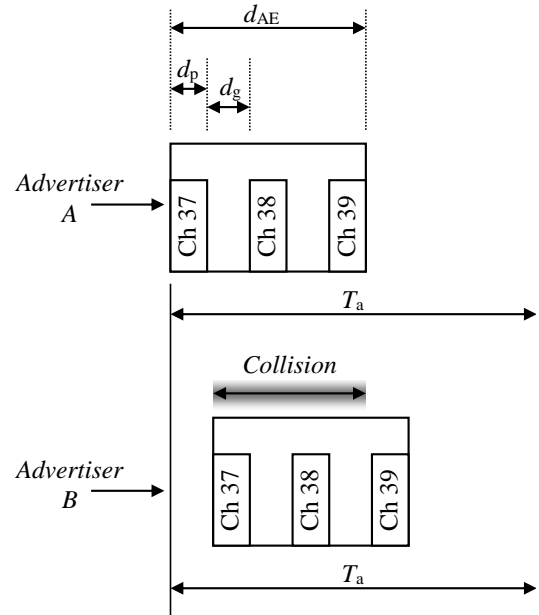 dAE
dp
dg
Advertiser
A
Ch 37
Ch 38
Ch 39
Ta
Collision
Advertiser
B
Ch 37
Ch 38
Ch 39
Ta